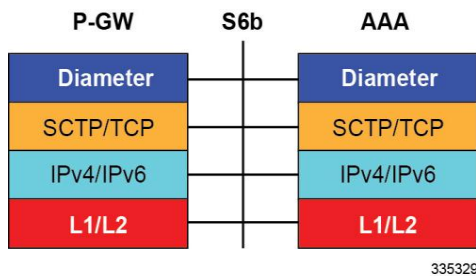 P-GW S6b AAA
Diameter Diameter
SCTP/TCP SCTP/TCP
IPv4/IPv6 IPv4/IPv6
L1/L2 L1/L2
335329